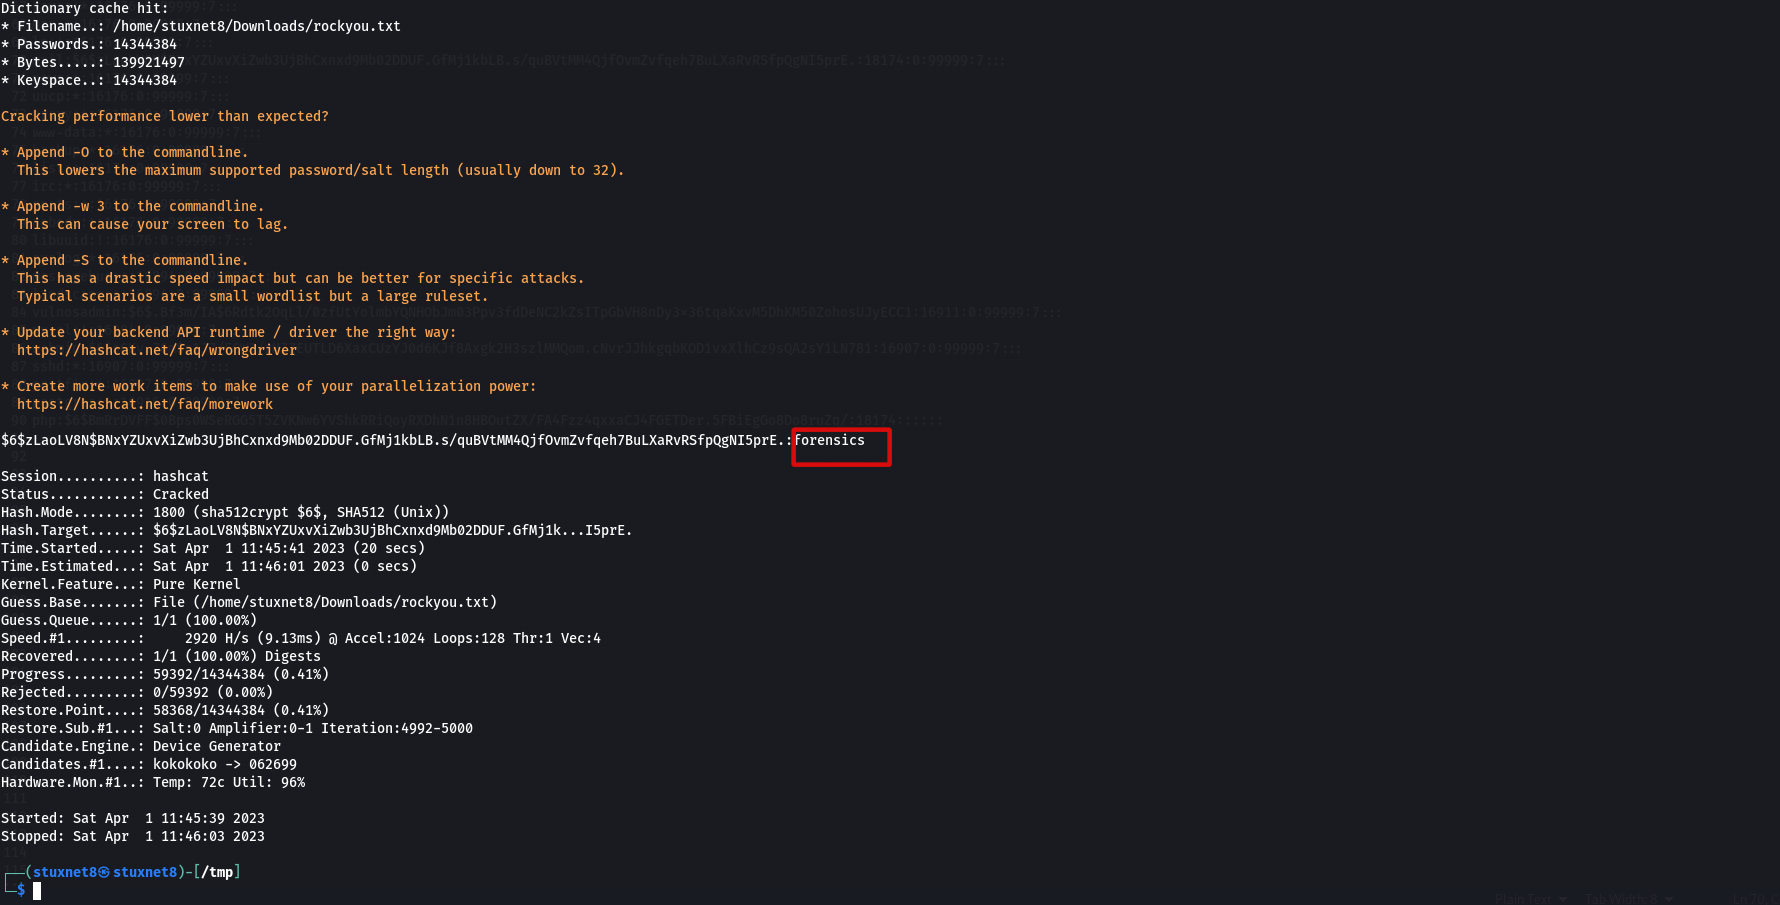 Dictionary cache hit:
* Filename..: /home/stuxnet8/Downloads/rockyou.txt
* Passwords.: 14344384
* Bytes.....: 139921497
* Keyspace..: 14344384
Cracking performance lower than expected?
* Append -O to the commandline.
  This lowers the maximum supported password/salt length (usually down to 32).
* Append -w 3 to the commandline.
  This can cause your screen to lag.
* Append -S to the commandline.
  This has a drastic speed impact but can be better for specific attacks.
  Typical scenarios are a small wordlist but a large ruleset.
* Update your backend API runtime / driver the right way:
  https://hashcat.net/faq/wrongdriver
* Create more work items to make use of your parallelization power:
  https://hashcat.net/faq/morework
$6$zLaoLV8N$BNxYZUxvXiZwb3UjBhCxnxd9Mb02DDUF.GfMj1kbLB.s/quBVtMM4QjfOvmZvfqeh7BuLXaRvRSfpQgNI5prE.:forensics
Session..........: hashcat
Status...........: Cracked
Hash.Mode........: 1800 (sha512crypt $6$, SHA512 (Unix))
Hash.Target......: $6$zLaoLV8N$BNxYZUxvXiZwb3UjBhCxnxd9Mb02DDUF.GfMj1k...I5prE.
Time.Started.....: Sat Apr  1 11:45:41 2023 (20 secs)
Time.Estimated...: Sat Apr  1 11:46:01 2023 (0 secs)
Kernel.Feature...: Pure Kernel
Guess.Base.......: File (/home/stuxnet8/Downloads/rockyou.txt)
Guess.Queue......: 1/1 (100.00%)
Speed.#1.........:     2920 H/s (9.13ms) @ Accel:1024 Loops:128 Thr:1 Vec:4
Recovered........: 1/1 (100.00%) Digests
Progress.........: 59392/14344384 (0.41%)
Rejected.........: 0/59392 (0.00%)
Restore.Point....: 58368/14344384 (0.41%)
Restore.Sub.#1...: Salt:0 Amplifier:0-1 Iteration:4992-5000
Candidate.Engine.: Device Generator
Candidates.#1....: kokokoko -> 062699
Hardware.Mon.#1..: Temp: 72c Util: 96%
Started: Sat Apr  1 11:45:39 2023
Stopped: Sat Apr  1 11:46:03 2023
┌──(stuxnet8㉿stuxnet8)-[/tmp]
└─$